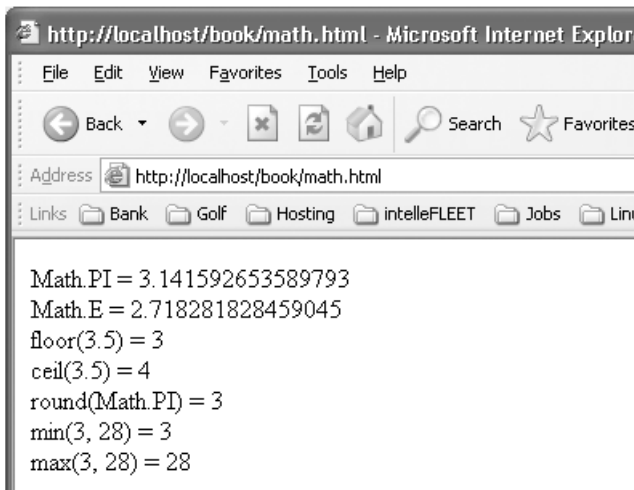 http://localhost/book/math.html - Microsoft Internet Explor
File Edit View Favorites Tools Help
Back Search Favorites
Address http://localhost/book/math.html
Links Bank Golf Hosting intelleFLEET Jobs Lin
Math.PI = 3.141592653589793
Math.E = 2.718281828459045
floor(3.5) = 3
ceil(3.5) = 4
round(Math.PI) = 3
min(3, 28) = 3
max(3, 28) = 28